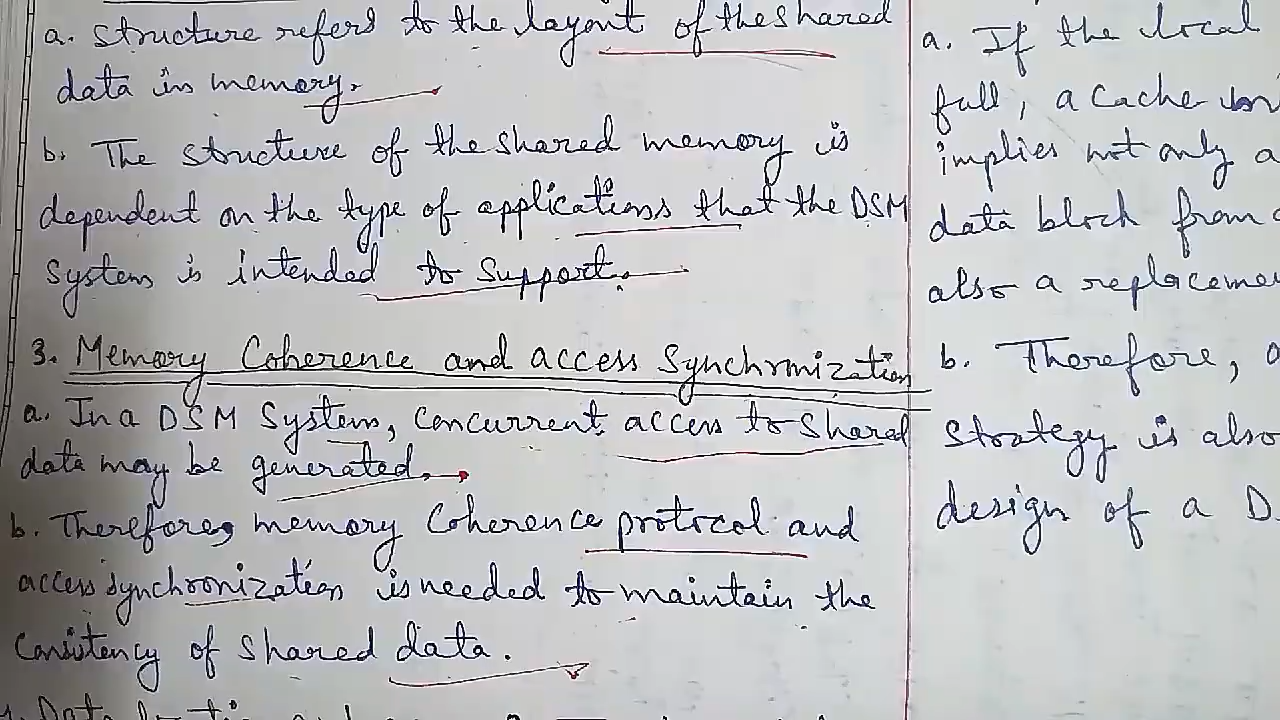 a. Structure refers to the layout of the shared
data in memory.
b. The structure of the shared memory is
dependent on the type of applications that the DSM
System is intended to support.
3. Memory Coherence and access Synchronization
a. In a DSM System, concurrent access to shared
data may be generated.
b. Therefore, memory Coherence protocol and
access synchronization is needed to maintain the
Consistency of shared data.
a. If the local
full, a Cache
implies not only a
data block from
also a replaceme
b. Therefore, a
Strategy is also
design of a D